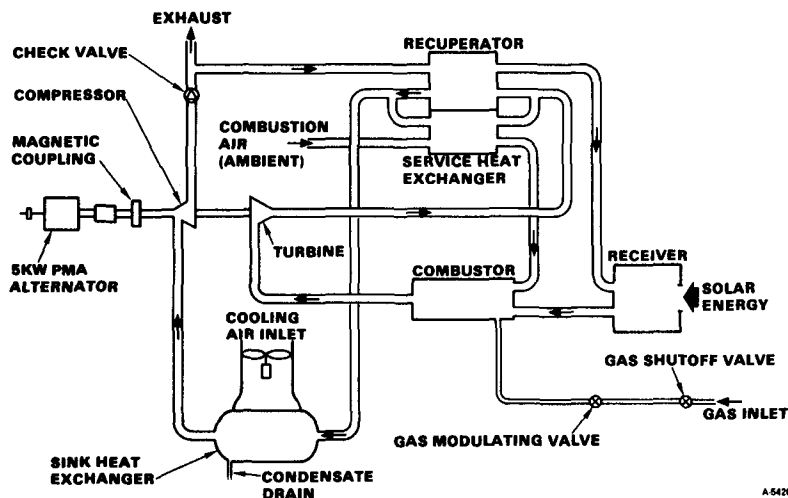 EXHAUST
CHECK VALVE
COMPRESSOR
MAGNETIC
COUPLING
RECUPERATOR
COMBUSTION
AIR
(AMBIENT)
SERVICE HEAT
EXCHANGER
5KW PMA
ALTERNATOR
TURBINE
COMBUSTOR
RECEIVER
SOLAR
ENERGY
COOLING
AIR INLET
GAS SHUTOFF VALVE
GAS INLET
GAS MODULATING VALVE
SINK HEAT
EXCHANGER
CONDENSATE
DRAIN